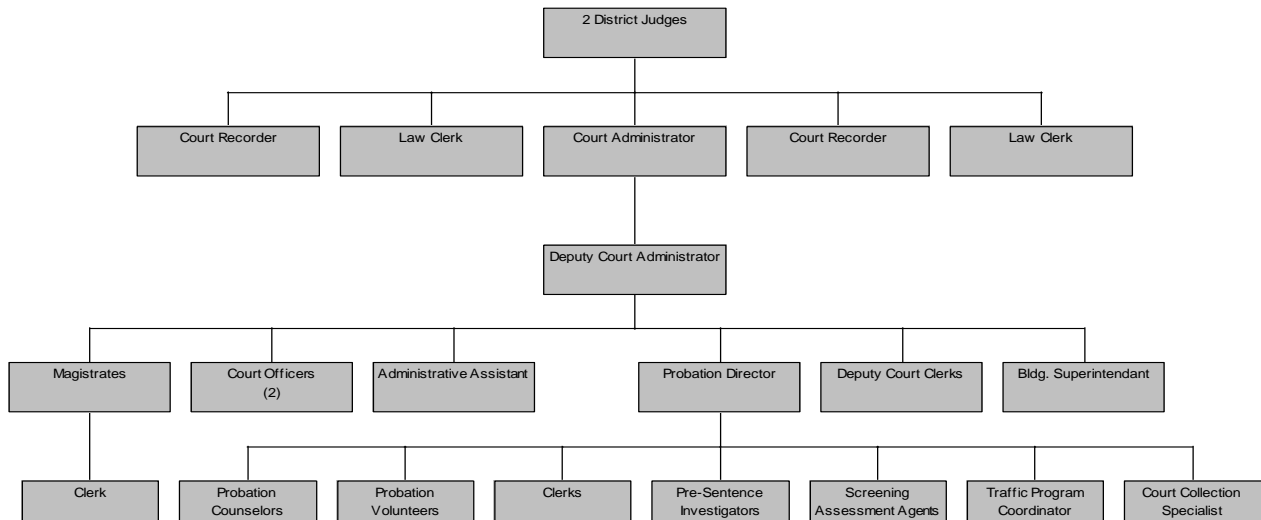 2 District Judges
Court Recorder
Law Clerk
Court Administrator
Court Recorder
Law Clerk
Deputy Court Administrator
Magistrates
Court Officers
(2)
Administrative Assistant
Probation Director
Deputy Court Clerks
Bldg. Superintendant
Clerk
Probation
Counselors
Probation
Volunteers
Clerks
Pre-Sentence
Investigators
Screening
Assessment Agents
Traffic Program
Coordinator
Court Collection
Specialist